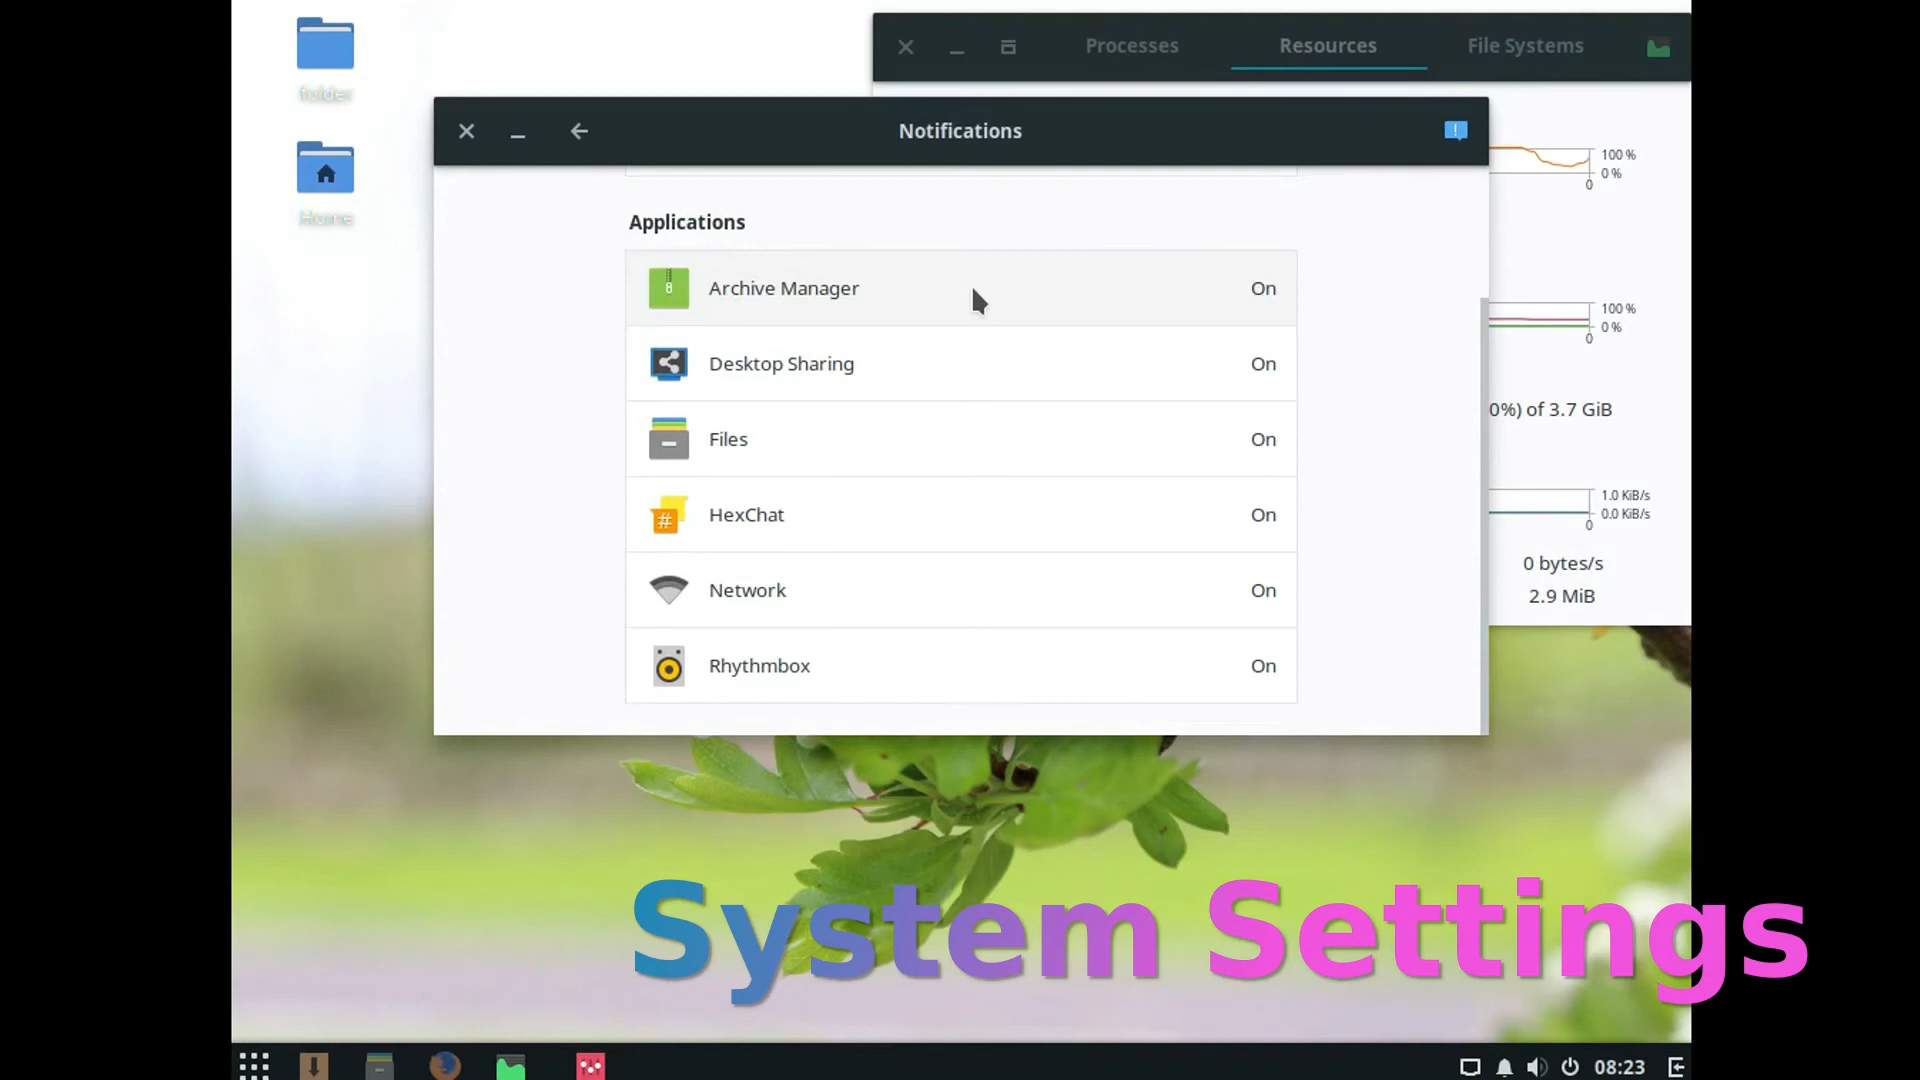 folder
Home
Processes
Resources
File Systems
Notifications
Applications
Archive Manager On
Desktop Sharing On
Files On
HexChat On
Network On
Rhythmbox On
100 %
0 %
0
100 %
0 %
0
0%) of 3.7 GiB
1.0 KiB/s
0.0 KiB/s
0
0 bytes/s
2.9 MiB
System Settings
08:23